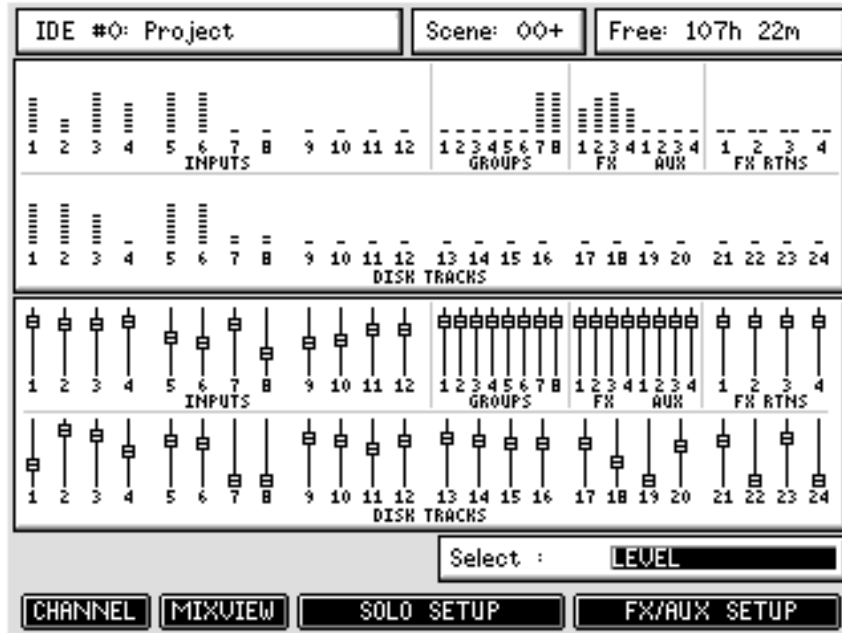 IDE #0: Project
Scene: 00+
Free: 107h 22m
1 2 3 4 5 6 7 8 9 10 11 12 1 2 3 4 5 6 7 8 1 2 3 4 1 2 3 4 1 2 3 4
INPUTS GROUPS FX AUX FX RTNS
1 2 3 4 5 6 7 8 9 10 11 12 13 14 15 16 17 18 19 20 21 22 23 24
DISK TRACKS
1 2 3 4 5 6 7 8 9 10 11 12 1 2 3 4 5 6 7 8 1 2 3 4 1 2 3 4 1 2 3 4
INPUTS GROUPS FX AUX FX RTNS
1 2 3 4 5 6 7 8 9 10 11 12 13 14 15 16 17 18 19 20 21 22 23 24
DISK TRACKS
Select : LEVEL
CHANNEL MIXVIEW SOLO SETUP FX/AUX SETUP